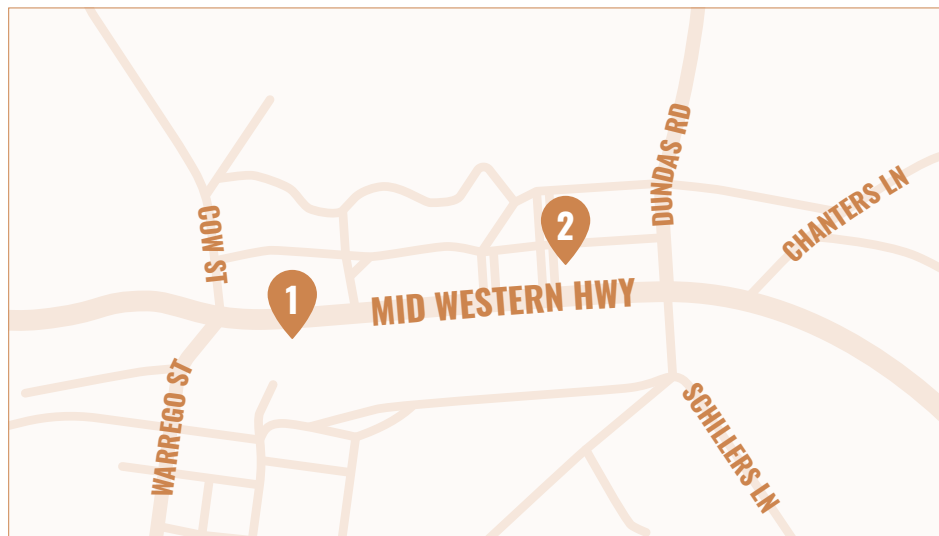 DUNDAS RD
CHANTERS LN
COW ST
2
1
MID WESTERN HWY
WARREGO ST
SCHILLERS LN